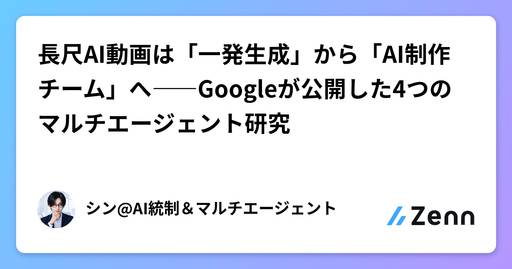 長尺AI動画は「一発生成」から「AI制作
チーム」へ──Googleが公開した4つの
マルチエージェント研究
シン@AI統制＆マルチエージェント
Zenn